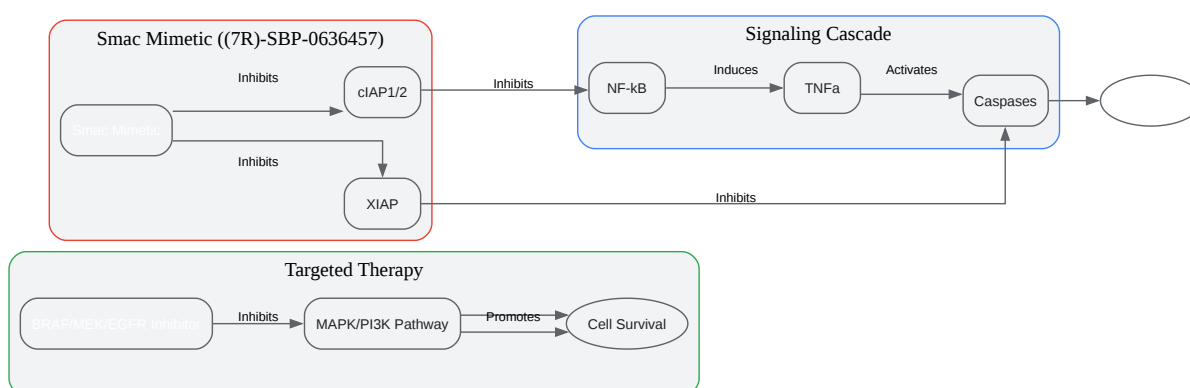 Smac Mimetic ((7R)-SBP-0636457)
Inhibits
cIAP1/2
Smac Mimetic
Inhibits
XIAP
Inhibits
Signaling Cascade
NF-kB
Induces
TNFa
Activates
Caspases
Inhibits
Targeted Therapy
BRAF/MEK/EGFR Inhibitor
Inhibits
MAPK/PI3K Pathway
Promotes
Cell Survival